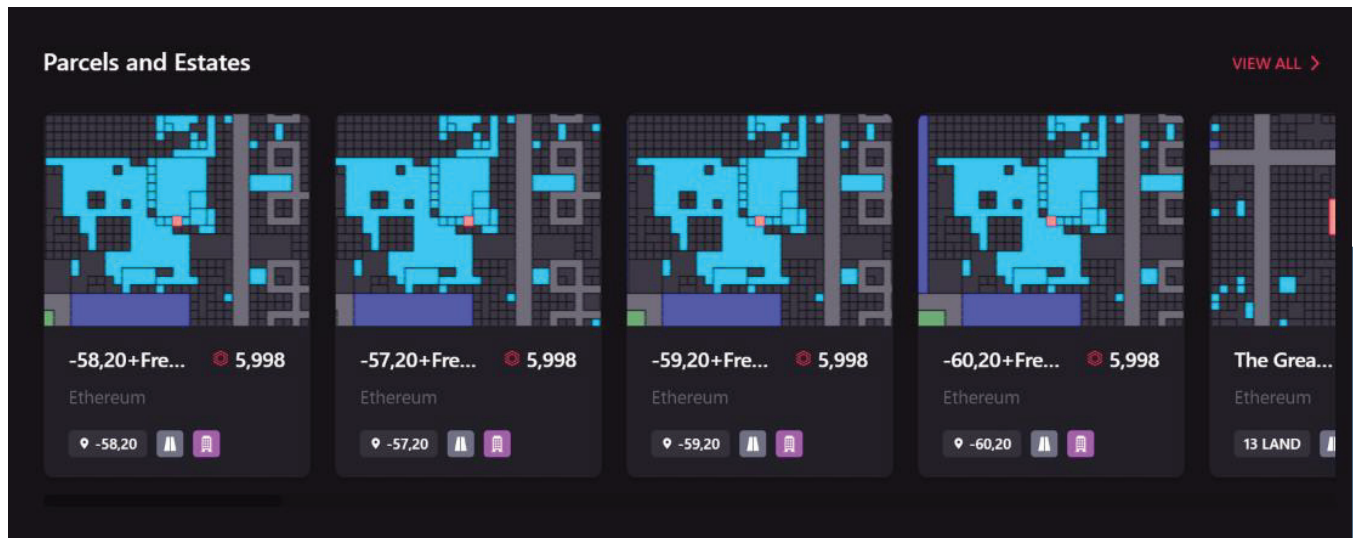 Parcels and Estates VIEW ALL
-58,20+Fre... 5,998
Ethereum
-58,20
-57,20+Fre... 5,998
Ethereum
-57,20
-59,20+Fre... 5,998
Ethereum
-59,20
-60,20+Fre... 5,998
Ethereum
-60,20
The Grea...
Ethereum
13 LAND